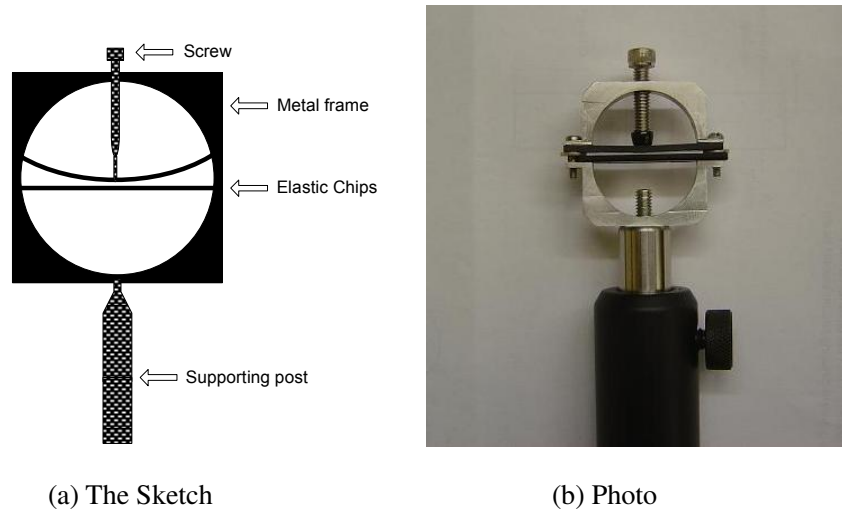 Screw
Metal frame
Elastic Chips
Supporting post
(a) The Sketch
(b) Photo